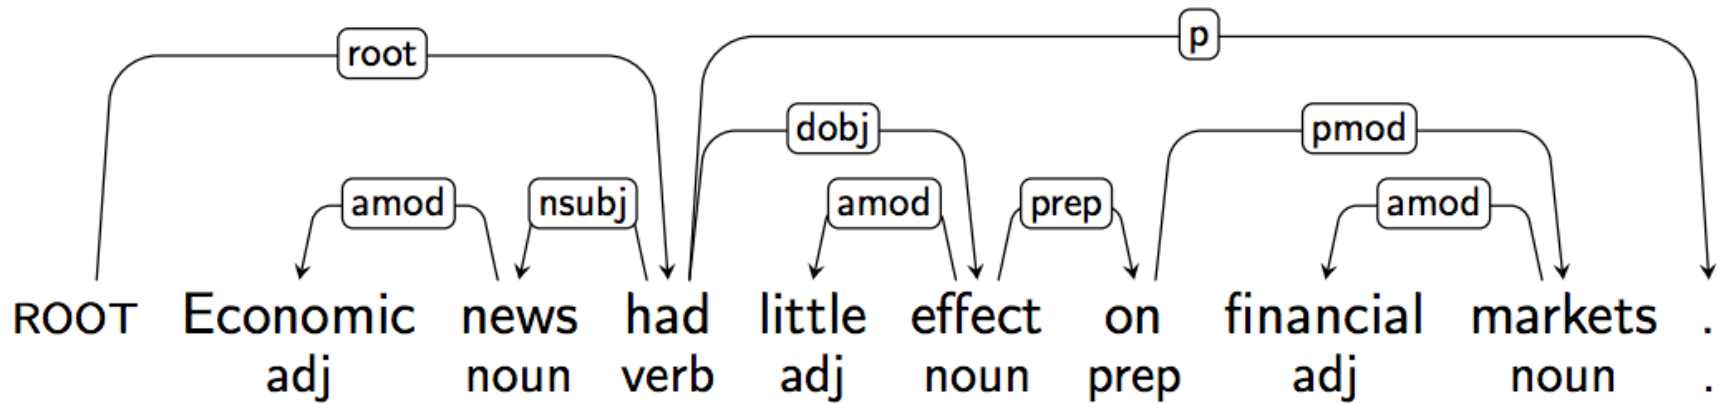 p
root
dobj pmod
amod nsubj amod prep amod
ROOT Economic news had little effect on financial markets .
adj noun verb adj noun prep adj noun .